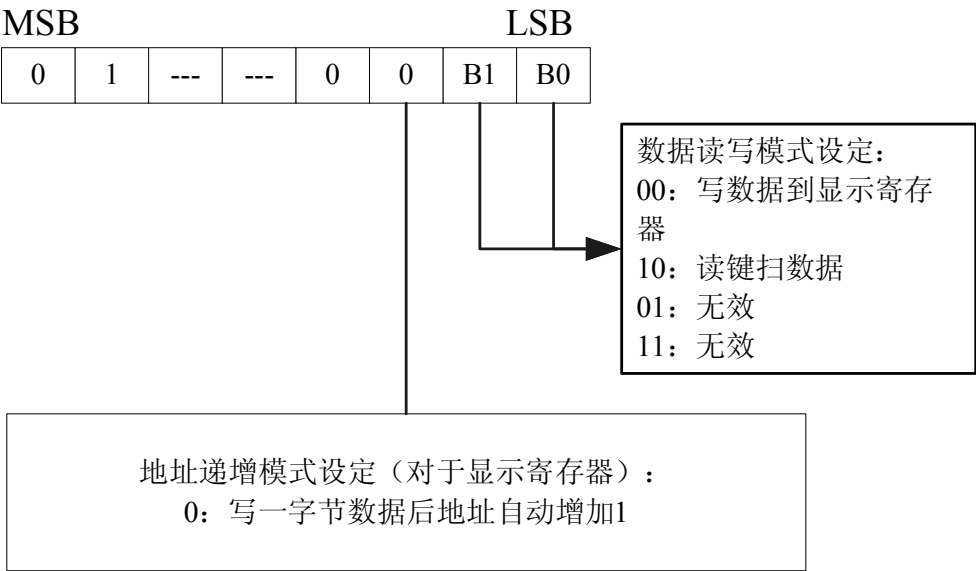 MSB LSB
0 1 --- --- 0 0 B1 B0
数据读写模式设定：
00：写数据到显示寄存
器
10：读键扫数据
01：无效
11：无效
地址递增模式设定（对于显示寄存器）：
0：写一字节数据后地址自动增加1